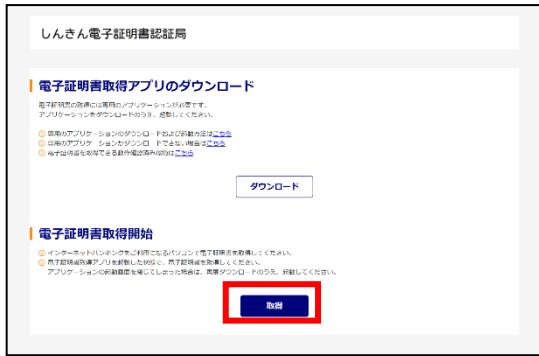 しんきん電子証明書認証局
電子証明書取得アプリのダウンロード
電子証明書の取得には専用のアプリケーションが必要です。
アプリケーションをダウンロードのうえ、起動してください。
専用のアプリケーションのダウンロードおよび起動方法はこちら
専用のアプリケーションがダウンロードできない場合はこちら
電子証明書を取得できる動作確認済み環境はこちら
ダウンロード
電子証明書取得開始
インターネットバンキングをご利用になるパソコンで電子証明書を取得してください。
電子証明書取得アプリを起動した状態で、電子証明書を取得してください。
アプリケーションの起動画面を閉じてしまった場合は、再度ダウンロードのうえ、起動してください。
取得